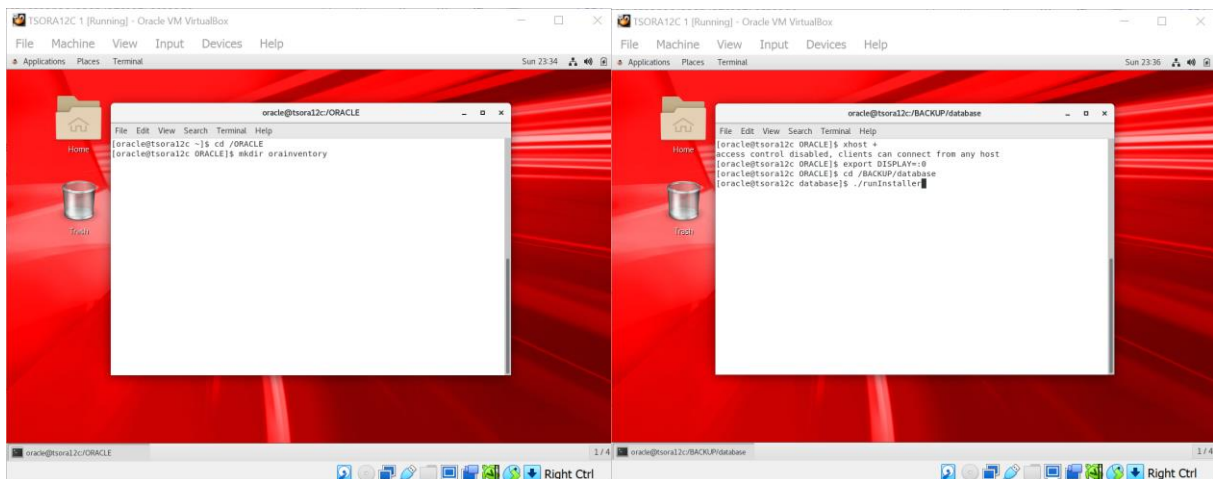 TSORA12C 1 [Running] - Oracle VM VirtualBox
File Machine View Input Devices Help
Applications Places Terminal Sun 23:34
Home
Trash
oracle@tsora12c:/ORACLE
File Edit View Search Terminal Help
[oracle@tsora12c ~]$ cd /ORACLE
[oracle@tsora12c ORACLE]$ mkdir orainventory
oracle@tsora12c:/ORACLE 1 / 4
Right Ctrl
TSORA12C 1 [Running] - Oracle VM VirtualBox
File Machine View Input Devices Help
Applications Places Terminal Sun 23:36
Home
Trash
oracle@tsora12c:/BACKUP/database
File Edit View Search Terminal Help
[oracle@tsora12c ORACLE]$ xhost +
access control disabled, clients can connect from any host
[oracle@tsora12c ORACLE]$ export DISPLAY=:0
[oracle@tsora12c ORACLE]$ cd /BACKUP/database
[oracle@tsora12c database]$ ./runInstaller
oracle@tsora12c:/BACKUP/database 1 / 4
Right Ctrl